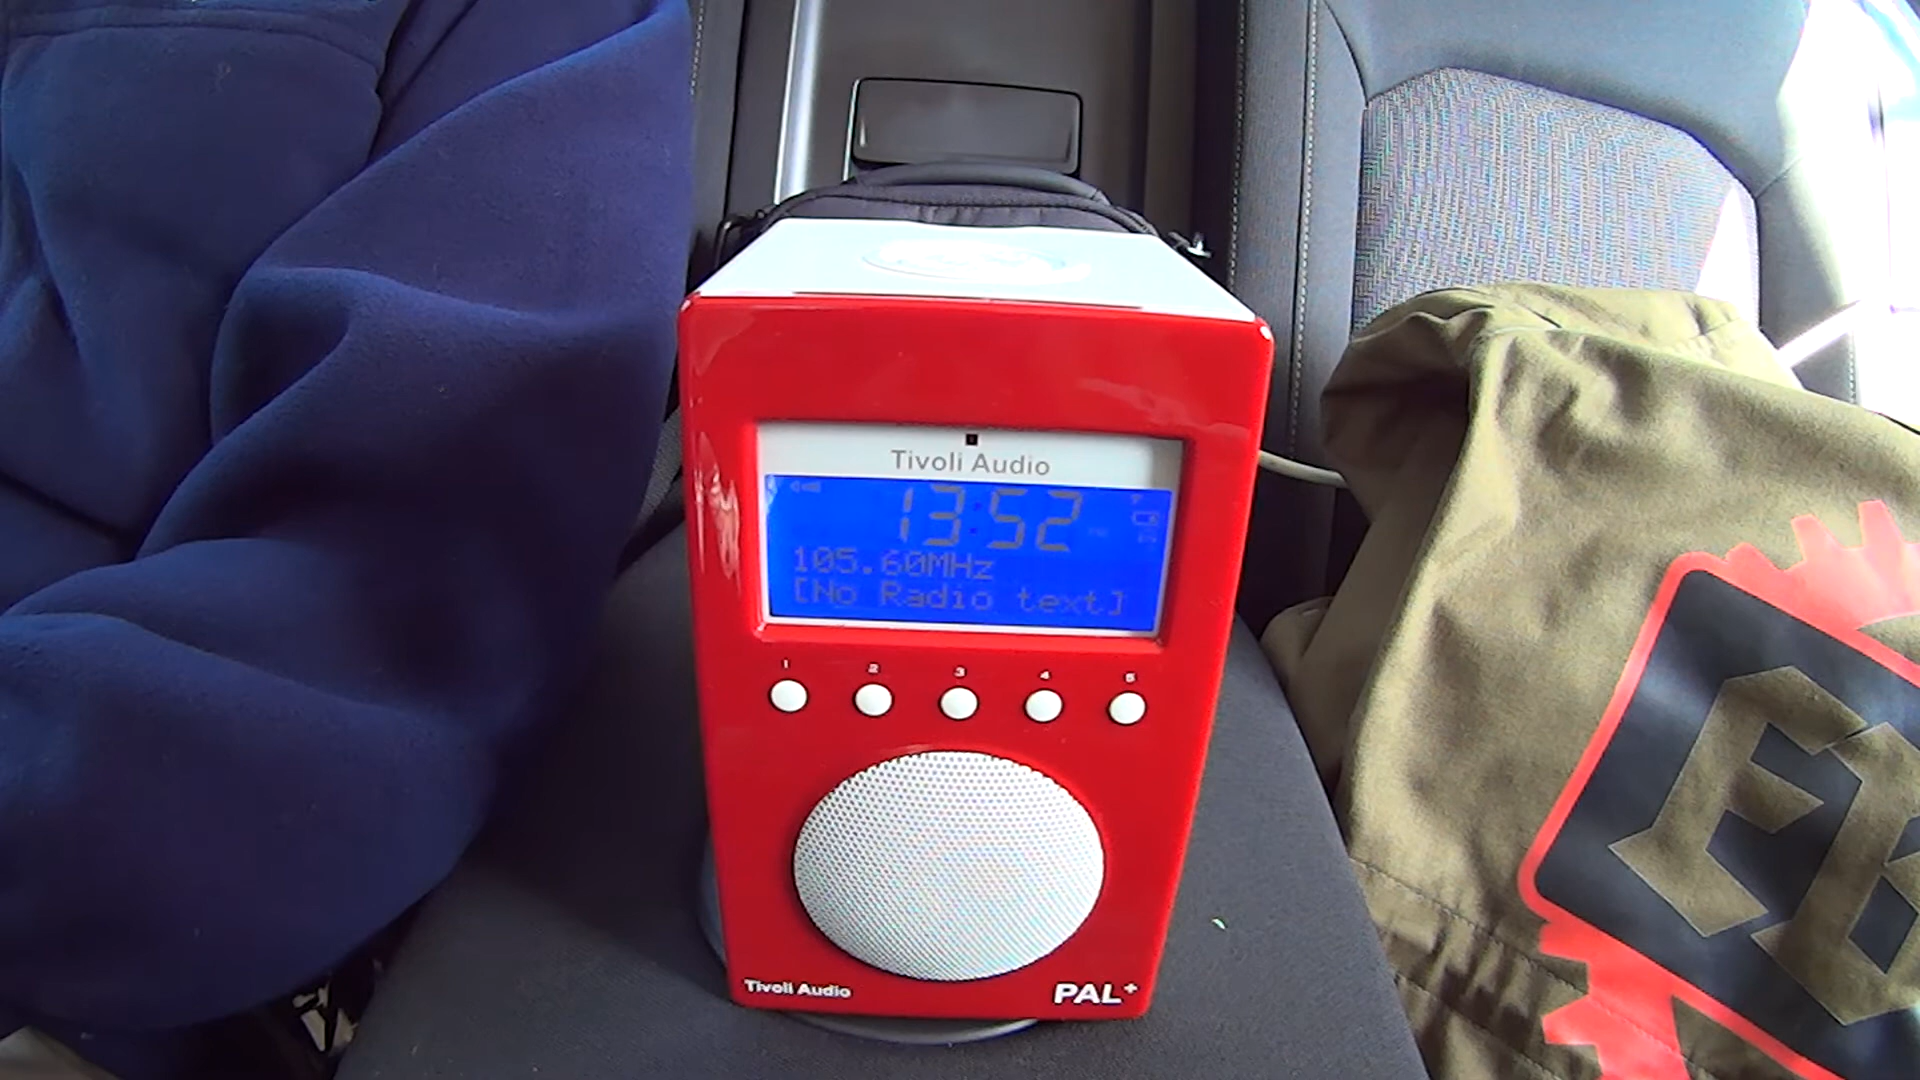 Tivoli Audio
13:52
105.60MHz
[No Radio text]
1 2 3 4 5
Tivoli Audio
PAL+